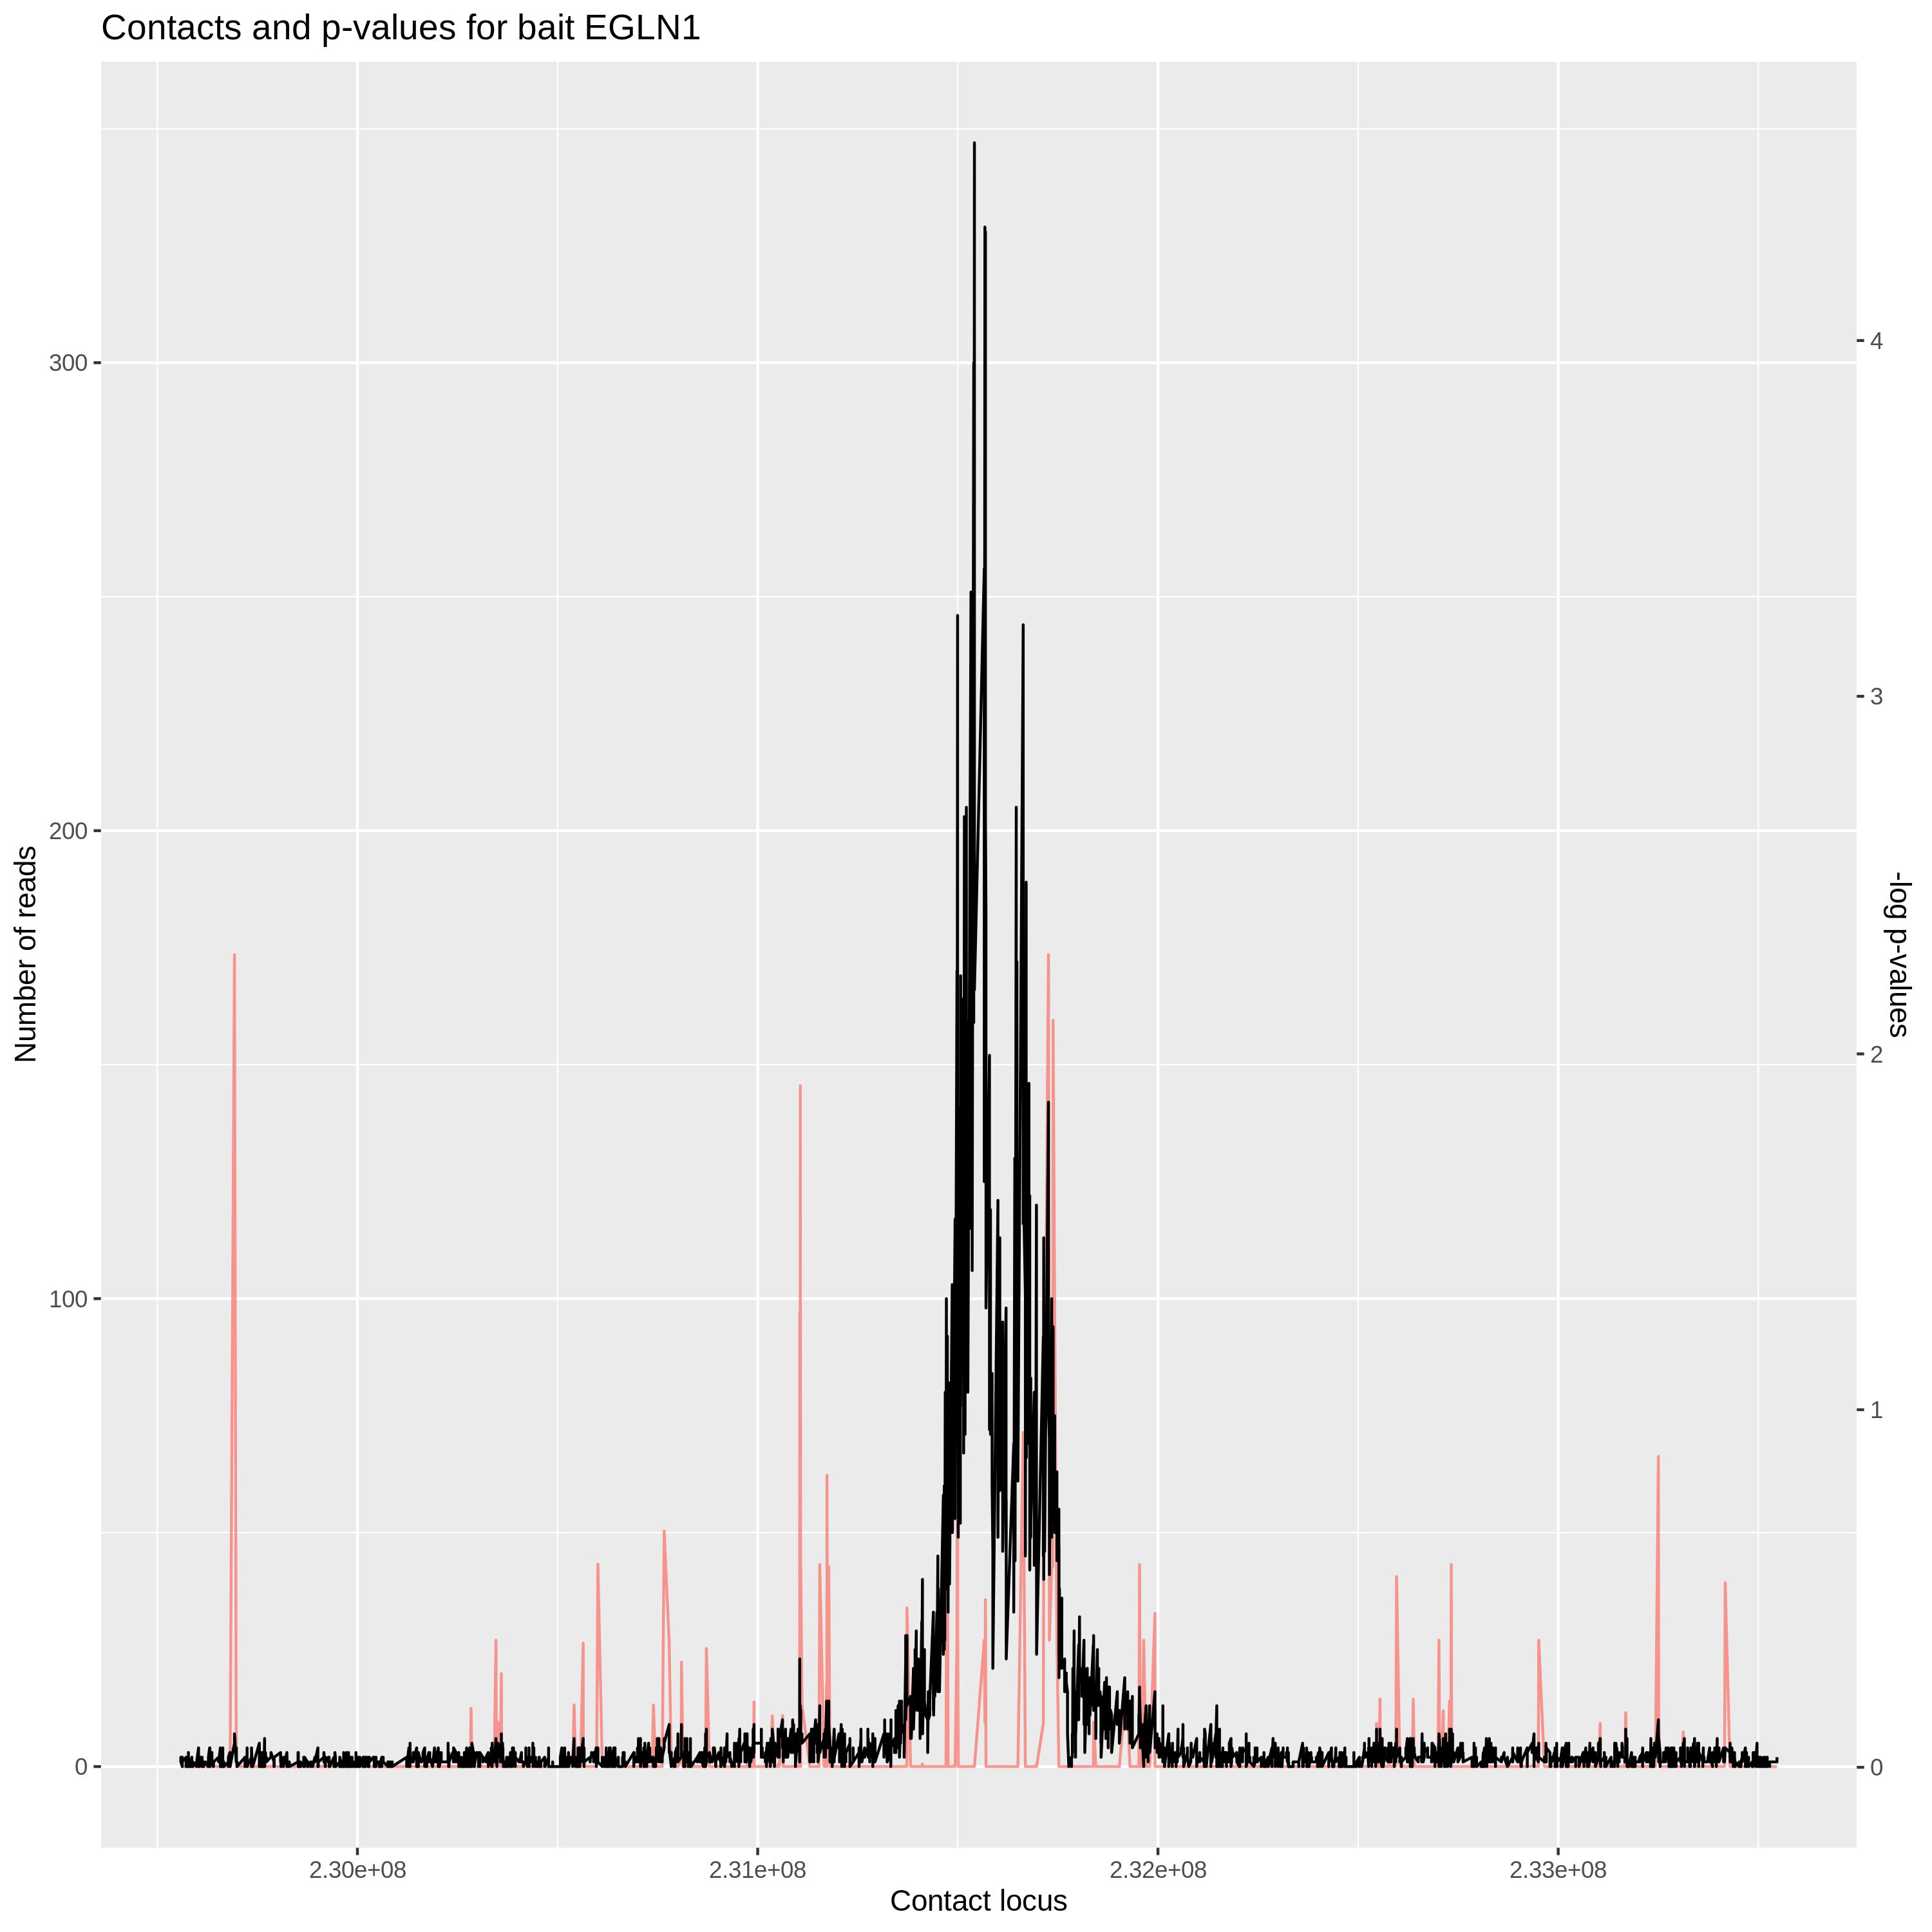 Contacts and p-values for bait EGLN1
Number of reads
300
200
100
0
4
3
2
1
0
-log p-values
2.30e+08
2.31e+08
2.32e+08
2.33e+08
Contact locus